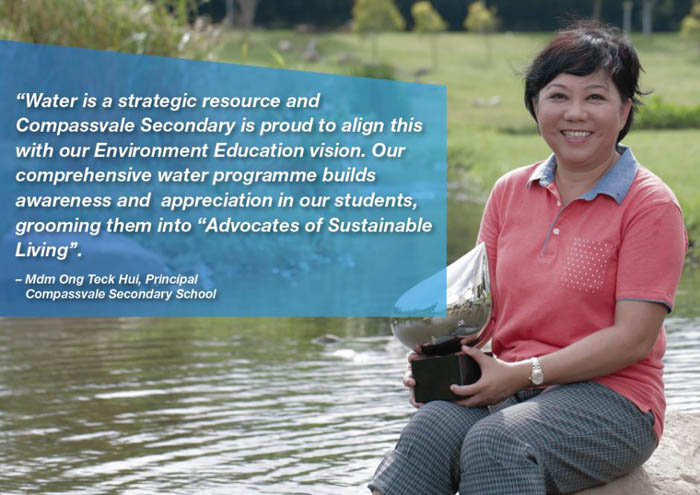 “Water is a strategic resource and
Compassvale Secondary is proud to align this
with our Environment Education vision. Our
comprehensive water programme builds
awareness and  appreciation in our students,
grooming them into “Advocates of Sustainable
Living”.
– Mdm Ong Teck Hui, Principal
Compassvale Secondary School